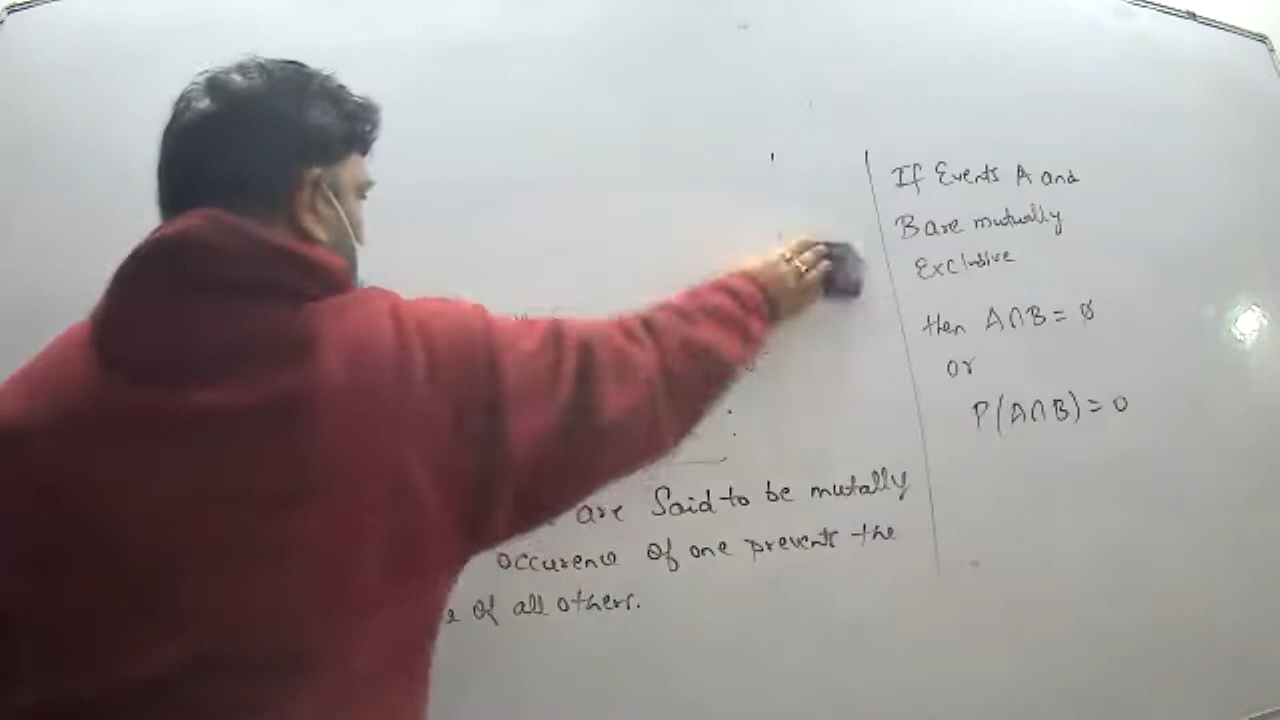 are Said to be mutally
occurence of one prevents the
of all others.
If Events A and
B are mutually
Exclusive
then A∩B = ∅
or
P(A∩B) = 0